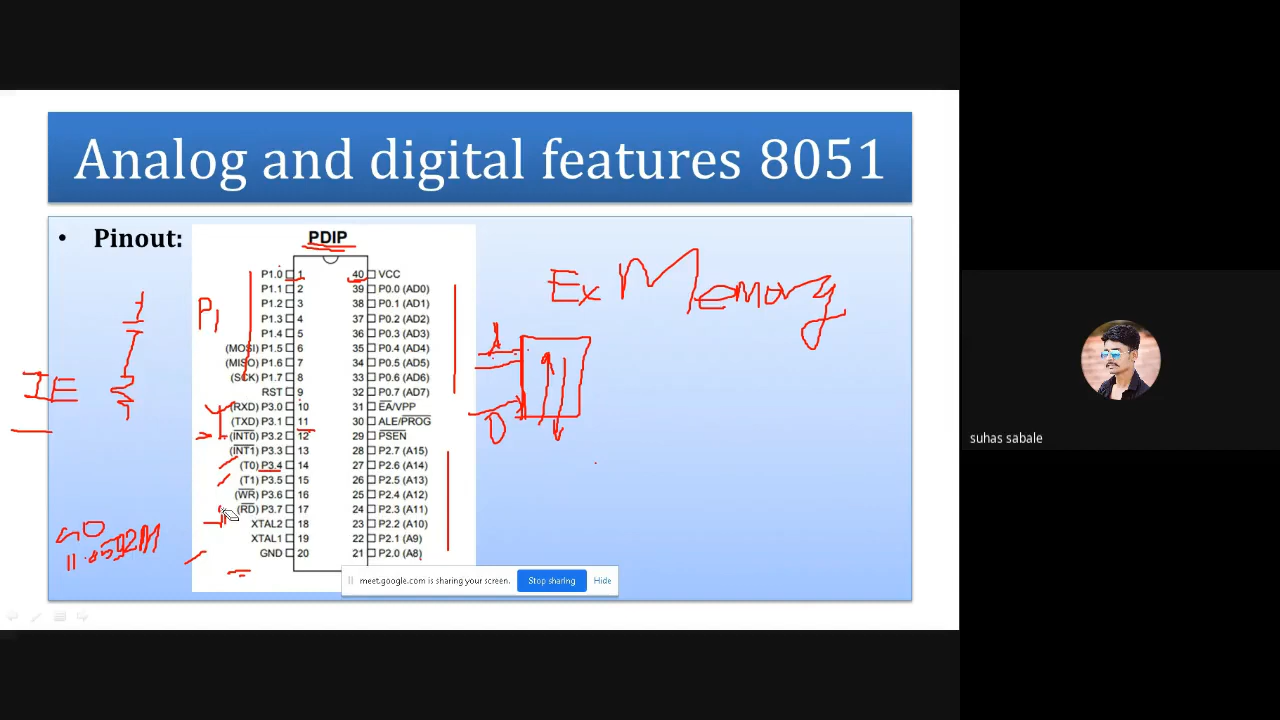 Analog and digital features 8051
• Pinout:
PDIP
P1.0 1 40 VCC
P1.1 2 39 P0.0 (AD0)
P1.2 3 38 P0.1 (AD1)
P1.3 4 37 P0.2 (AD2)
P1.4 5 36 P0.3 (AD3)
(MOSI) P1.5 6 35 P0.4 (AD4)
(MISO) P1.6 7 34 P0.5 (AD5)
(SCK) P1.7 8 33 P0.6 (AD6)
RST 9 32 P0.7 (AD7)
(RXD) P3.0 10 31 EA/VPP
(TXD) P3.1 11 30 ALE/PROG
(INT0) P3.2 12 29 PSEN
(INT1) P3.3 13 28 P2.7 (A15)
(T0) P3.4 14 27 P2.6 (A14)
(T1) P3.5 15 26 P2.5 (A13)
(WR) P3.6 16 25 P2.4 (A12)
(RD) P3.7 17 24 P2.3 (A11)
XTAL2 18 23 P2.2 (A10)
XTAL1 19 22 P2.1 (A9)
GND 20 21 P2.0 (A8)
P1
IE
Ex Memory
D
meet.google.com is sharing your screen. Stop sharing Hide
suhas sabale